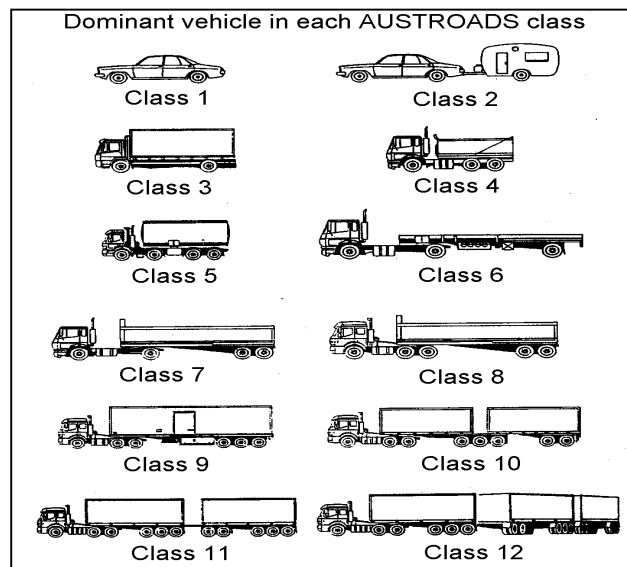 Dominant vehicle in each AUSTROADS class
Class 1
Class 2
Class 3
Class 4
Class 5
Class 6
Class 7
Class 8
Class 9
Class 10
Class 11
Class 12